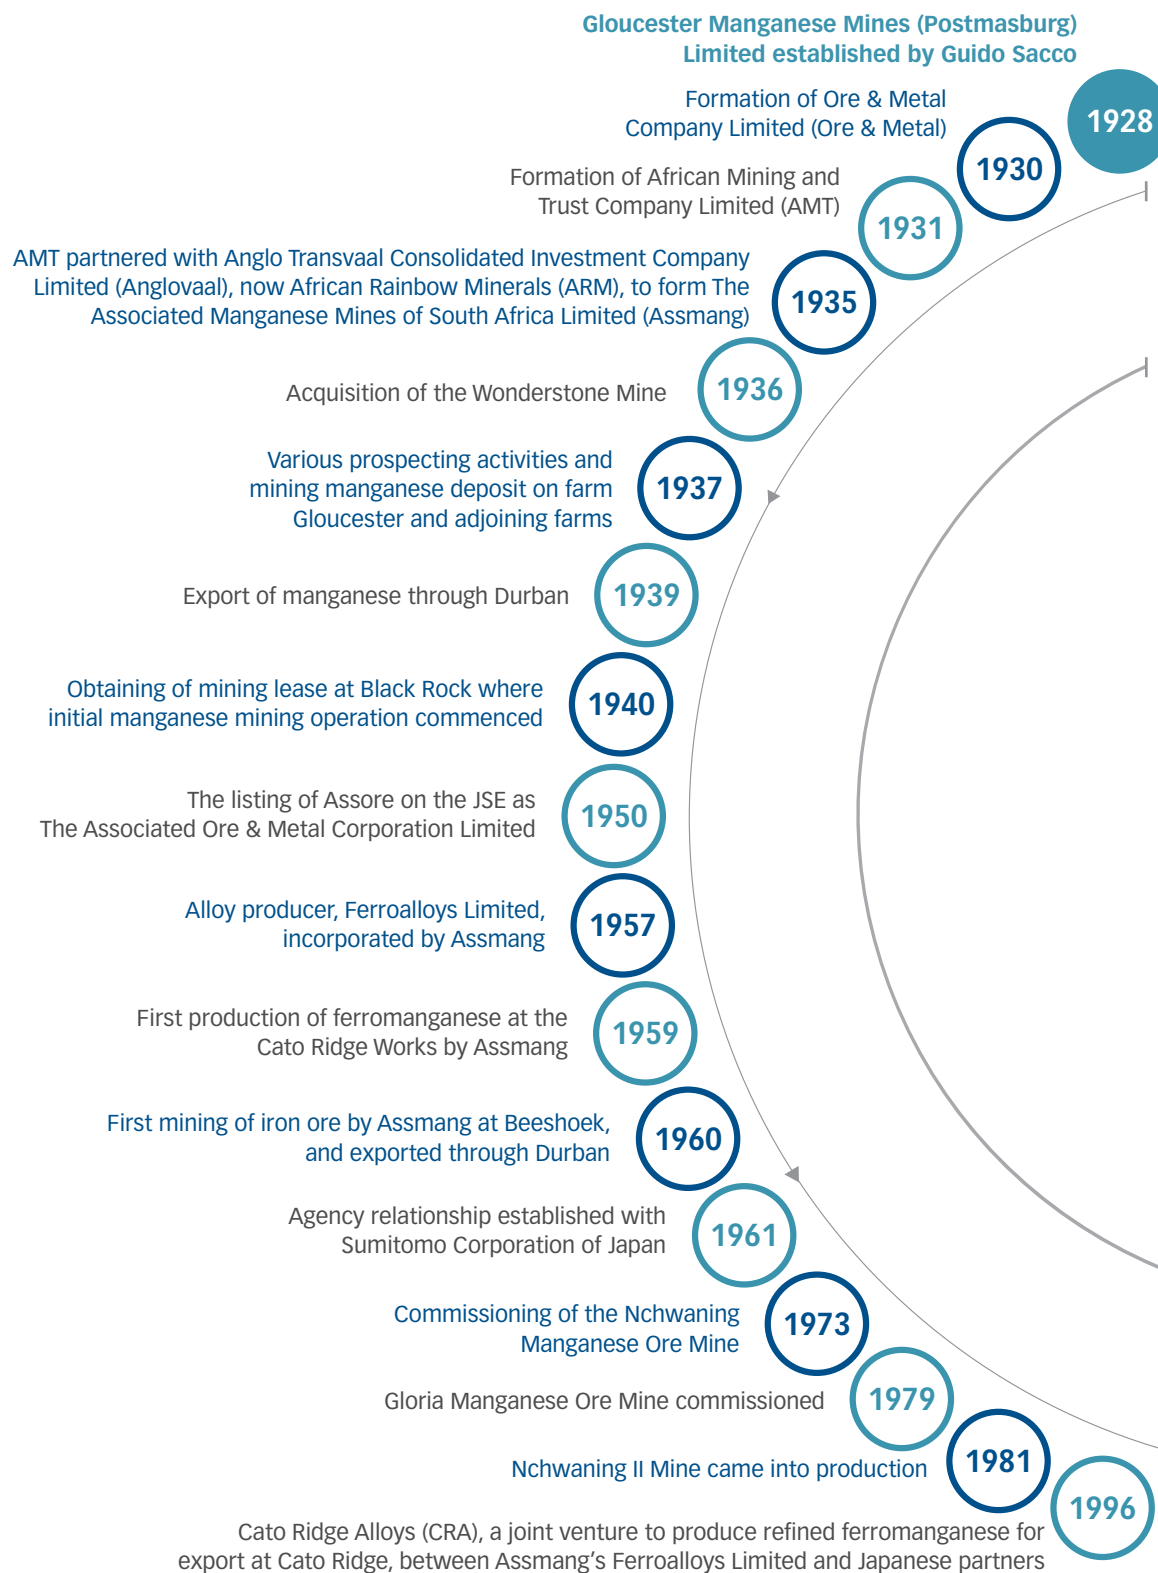 Gloucester Manganese Mines (Postmasburg)
Limited established by Guido Sacco
1928
Formation of Ore & Metal
Company Limited (Ore & Metal)
1930
Formation of African Mining and
Trust Company Limited (AMT)
1931
AMT partnered with Anglo Transvaal Consolidated Investment Company
Limited (Anglovaal), now African Rainbow Minerals (ARM), to form The
Associated Manganese Mines of South Africa Limited (Assmang)
1935
Acquisition of the Wonderstone Mine
1936
Various prospecting activities and
mining manganese deposit on farm
Gloucester and adjoining farms
1937
Export of manganese through Durban
1939
Obtaining of mining lease at Black Rock where
initial manganese mining operation commenced
1940
The listing of Assore on the JSE as
The Associated Ore & Metal Corporation Limited
1950
Alloy producer, Ferroalloys Limited,
incorporated by Assmang
1957
First production of ferromanganese at the
Cato Ridge Works by Assmang
1959
First mining of iron ore by Assmang at Beeshoek,
and exported through Durban
1960
Agency relationship established with
Sumitomo Corporation of Japan
1961
Commissioning of the Nchwaning
Manganese Ore Mine
1973
Gloria Manganese Ore Mine commissioned
1979
Nchwaning II Mine came into production
1981
Cato Ridge Alloys (CRA), a joint venture to produce refined ferromanganese for
export at Cato Ridge, between Assmang's Ferroalloys Limited and Japanese partners
1996